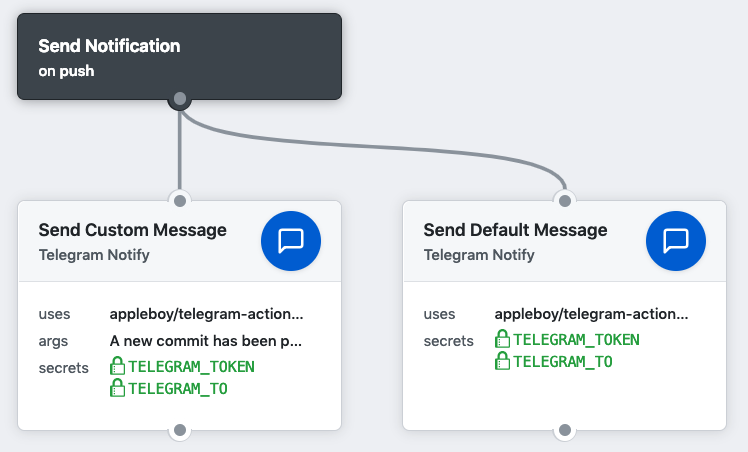 Send Notification
on push
Send Custom Message
Telegram Notify
uses appleboy/telegram-action...
args A new commit has been p...
secrets TELEGRAM_TOKEN
TELEGRAM_TO
Send Default Message
Telegram Notify
uses appleboy/telegram-action...
secrets TELEGRAM_TOKEN
TELEGRAM_TO